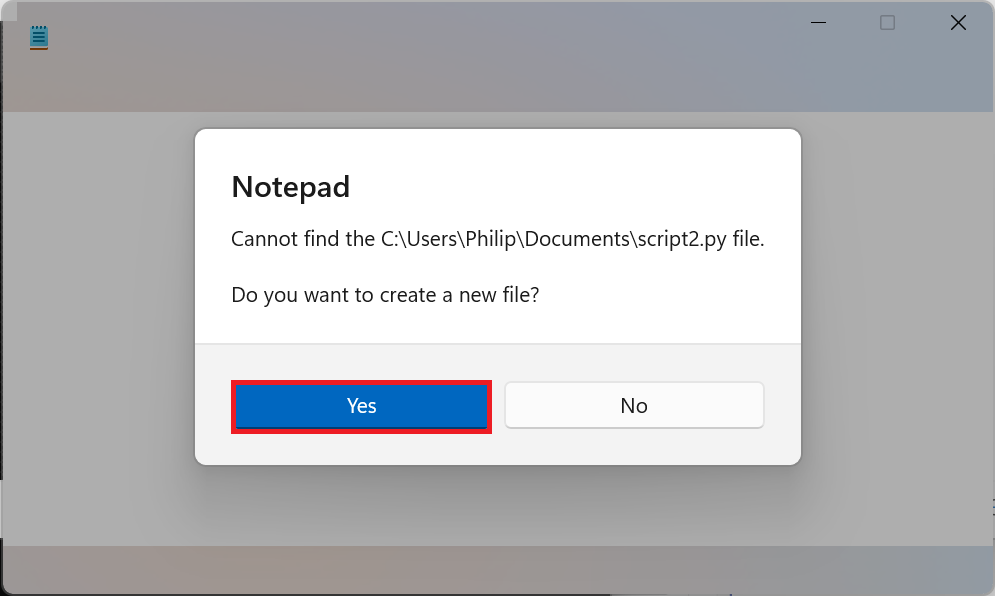 Notepad
Cannot find the C:\Users\Philip\Documents\script2.py file.
Do you want to create a new file?
Yes
No